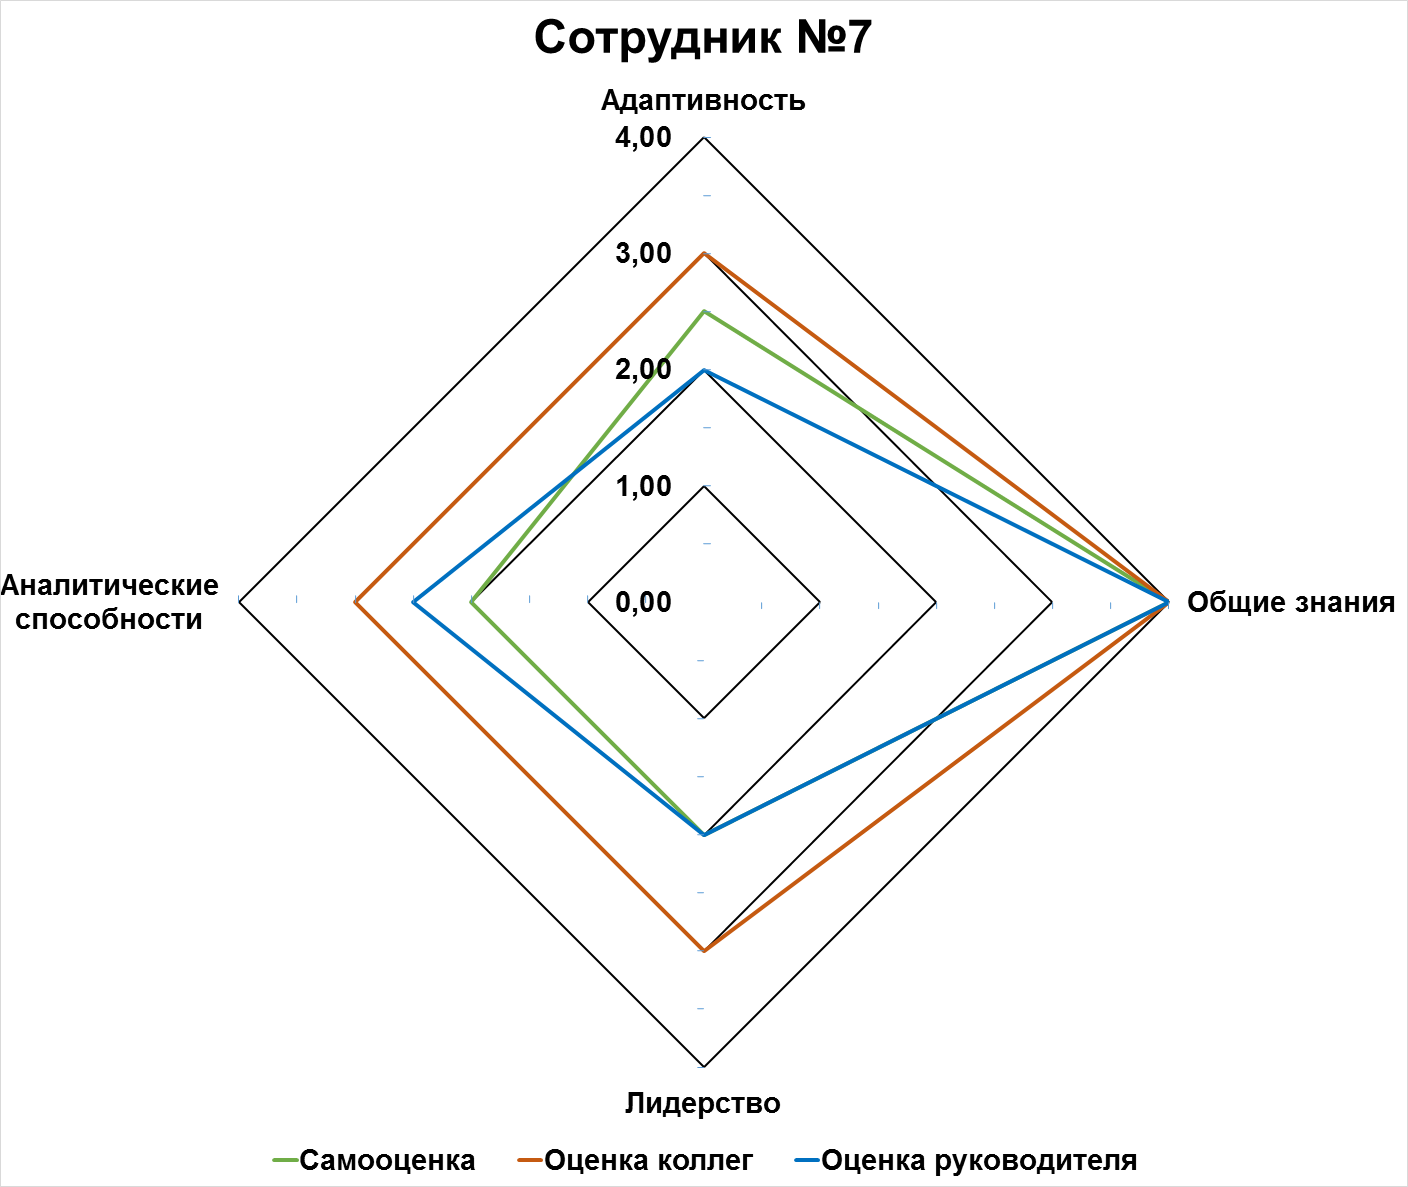 Сотрудник №7
Адаптивность
4,00
3,00
2,00
1,00
0,00
Аналитические
способности
Общие знания
Лидерство
Самооценка
Оценка коллег
Оценка руководителя